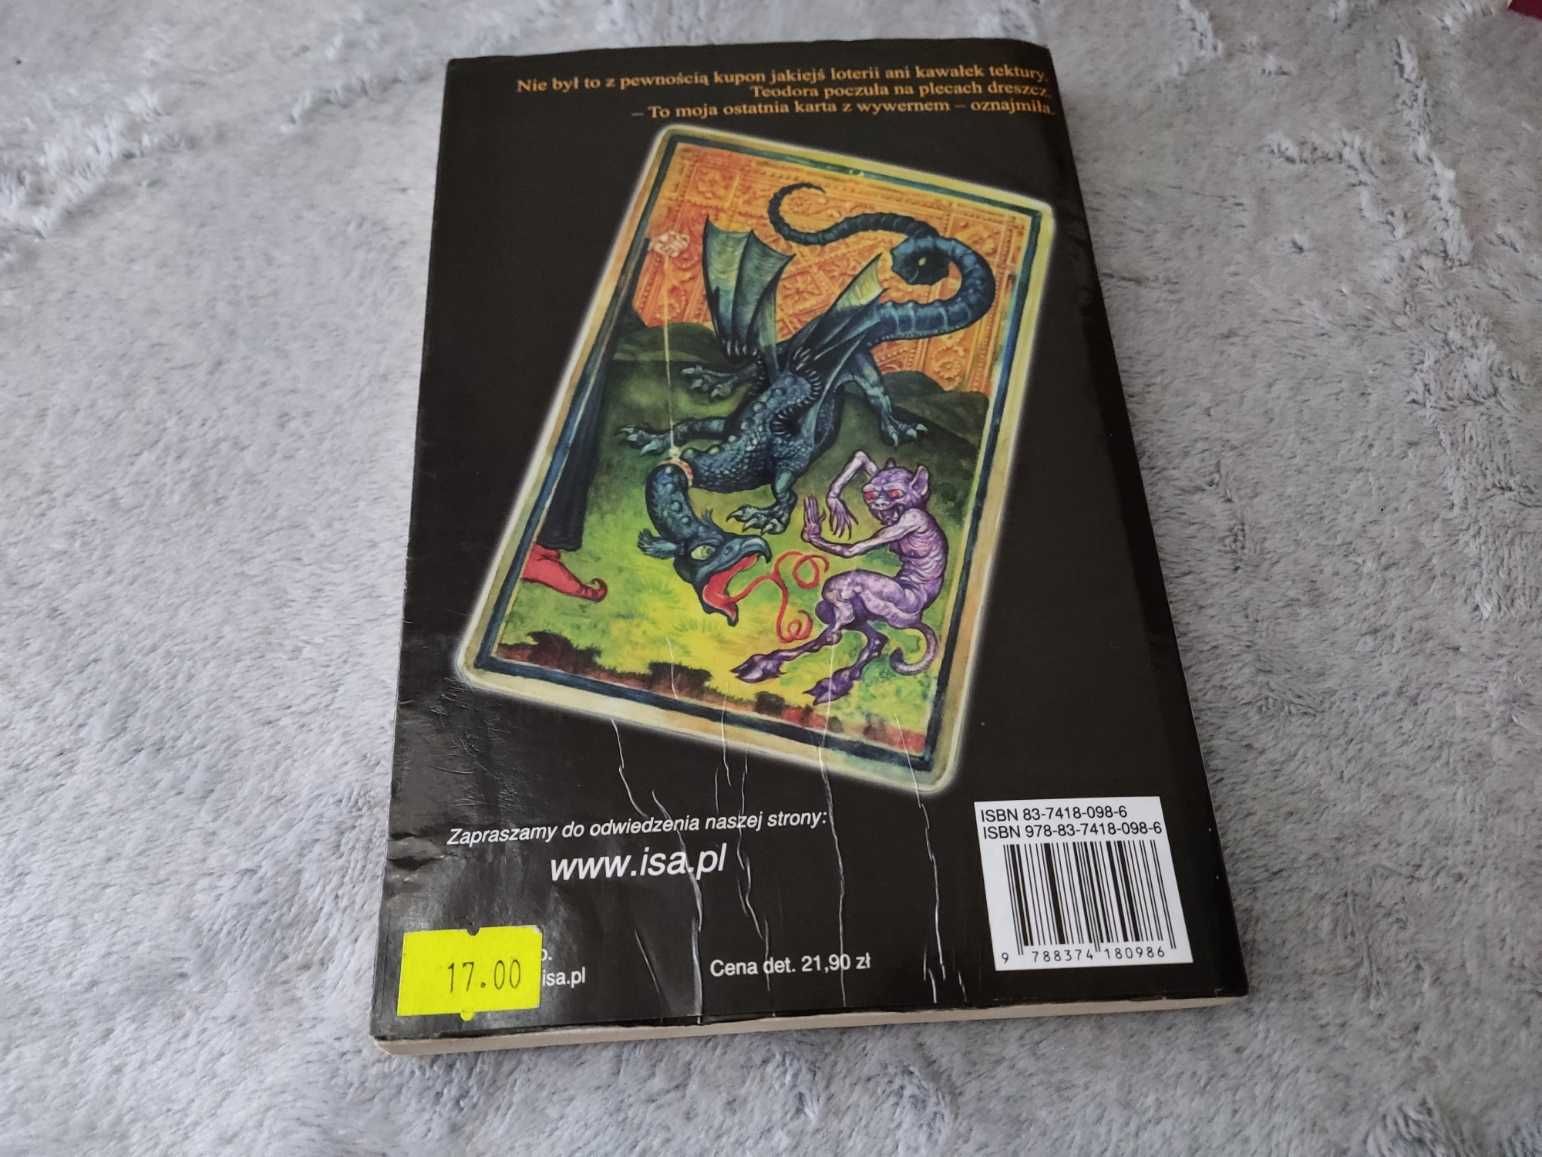 Nie był to z pewnością kupon jakiejś loterii ani kawałek tektury.
Teodora poczuła na plecach dreszcz.
– To moja ostatnia karta z wywernem – oznajmiła.
Zapraszamy do odwiedzenia naszej strony:
www.isa.pl
ISBN 83-7418-098-6
ISBN 978-83-7418-098-6
9 788374 180986
isa.pl
17.00
Cena det. 21,90 zł